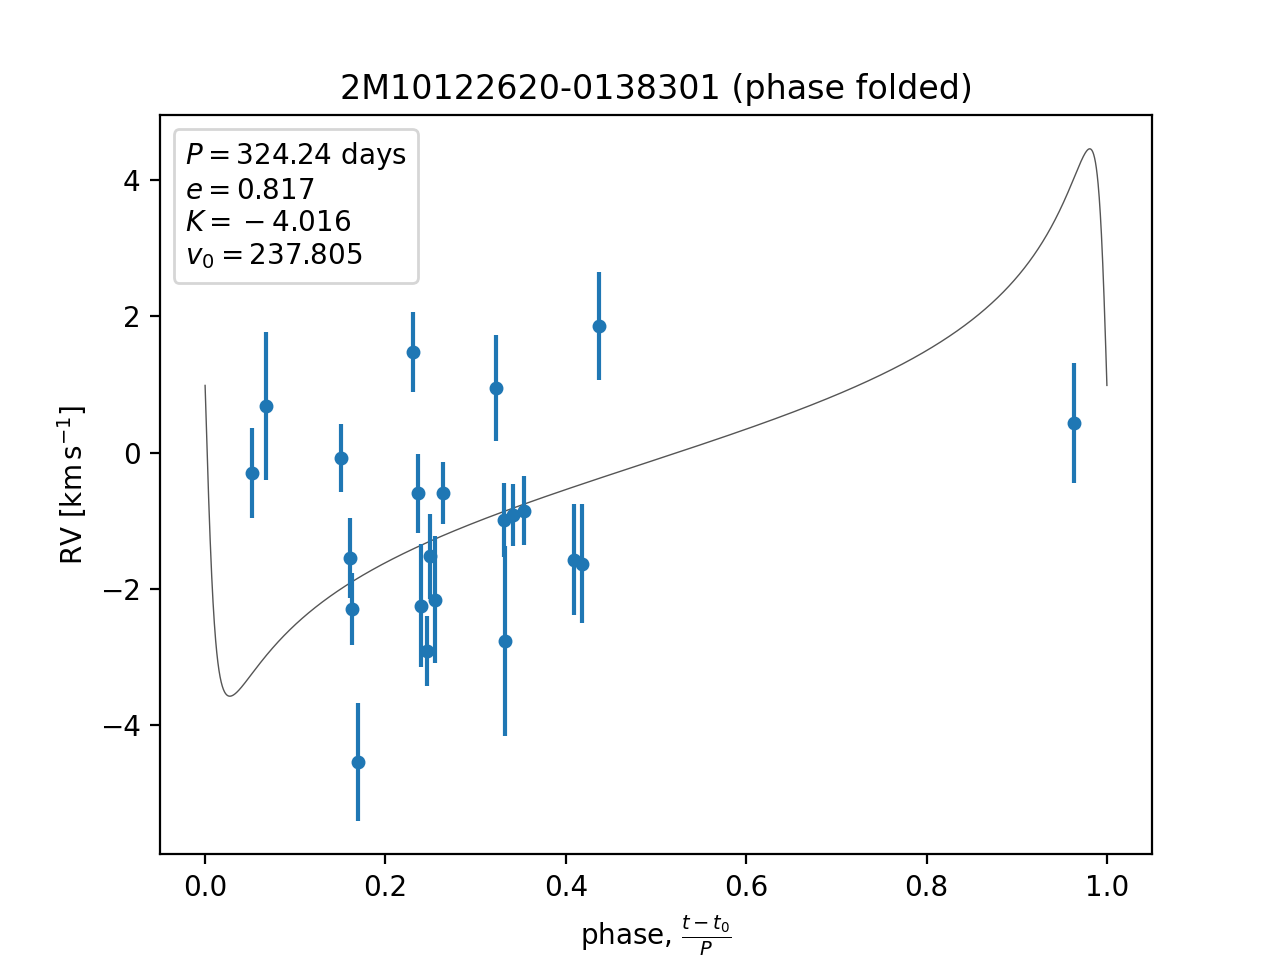 2M10122620-0138301 (phase folded)
P = 324.24 days
e = 0.817
K = −4.016
v₀ = 237.805
RV [km s⁻¹]
4
2
0
−2
−4
0.0 0.2 0.4 0.6 0.8 1.0
phase, (t − t₀)/P